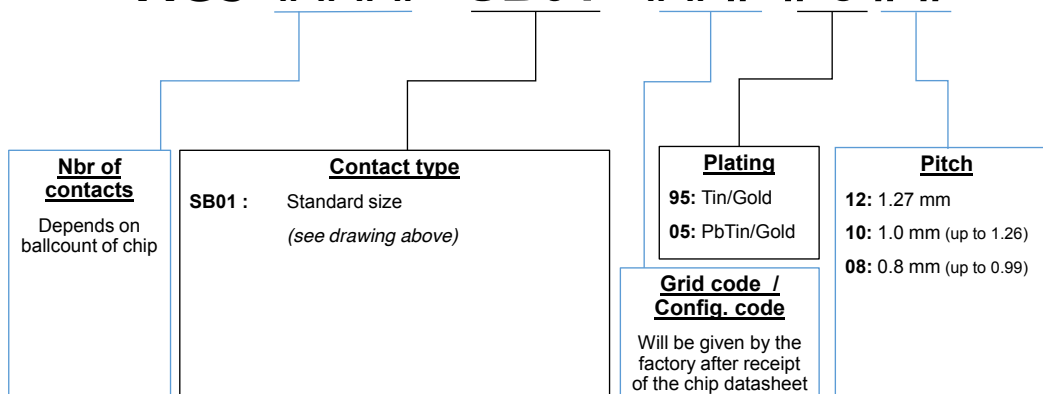 Nbr of
contacts
Depends on
ballcount of chip
Contact type
SB01 : Standard size
(see drawing above)
Plating
95: Tin/Gold
05: PbTin/Gold
Grid code /
Config. code
Will be given by the
factory after receipt
of the chip datasheet
Pitch
12: 1.27 mm
10: 1.0 mm (up to 1.26)
08: 0.8 mm (up to 0.99)